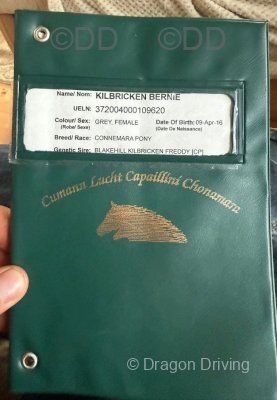 ©DD ©DD
Name/ Nom: KILBRICKEN BERNIE
UELN: 372004000109620
Colour/ Sex: GREY, FEMALE Date Of Birth: 09-Apr-16
(Robe/ Sexe) (Date De Naissance)
Breed/ Race: CONNEMARA PONY
Genetic Sire: BLAKEHILL KILBRICKEN FREDDY [CP]
Cumann Lucht Capaillíní Chonamara
© Dragon Driving